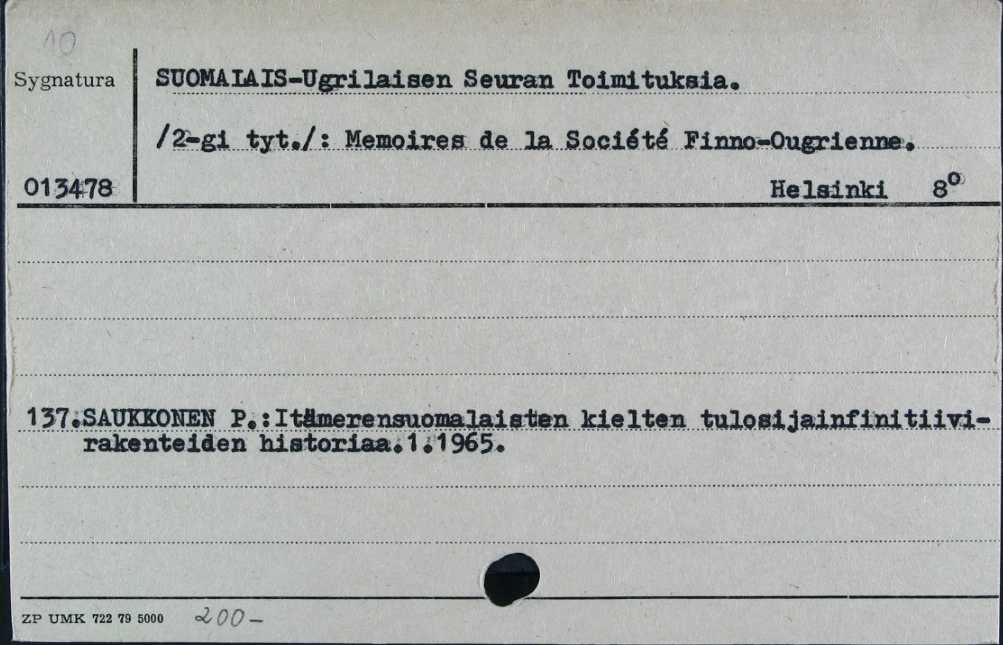 10
Sygnatura
SUOMALAIS-Ugrilaisen Seuran Toimituksia.
/2-gi tyt./: Memoires de la Société Finno-Ougrienne.
013478
Helsinki 8º
137.SAUKKONEN P.:Itämerensuomalaisten kielten tulosijainfinitiivi-
rakenteiden historiaa.1.1965.
ZP UMK 722 79 5000 200-